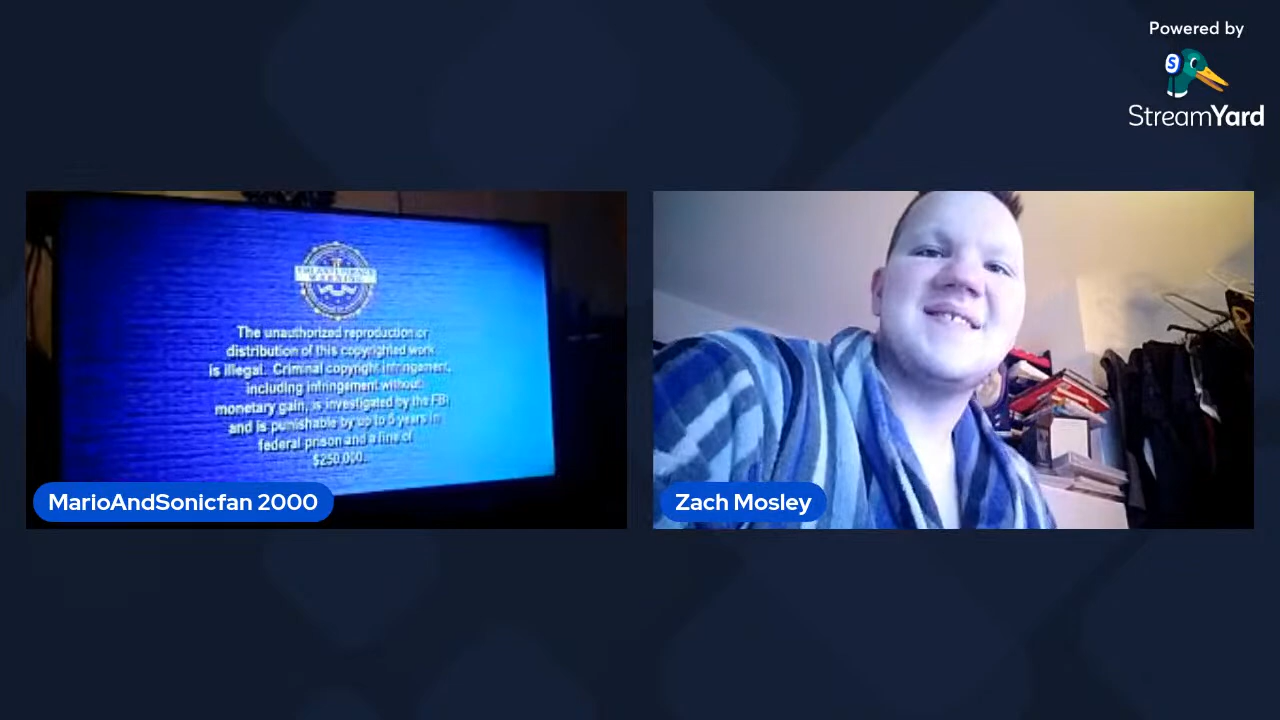 Powered by
S
StreamYard
WARNING
The unauthorized reproduction or
distribution of this copyrighted work
is illegal. Criminal copyright infringement,
including infringement without
monetary gain, is investigated by the FBI
and is punishable by up to 5 years in
federal prison and a fine of
$250,000.
MarioAndSonicfan 2000
Zach Mosley